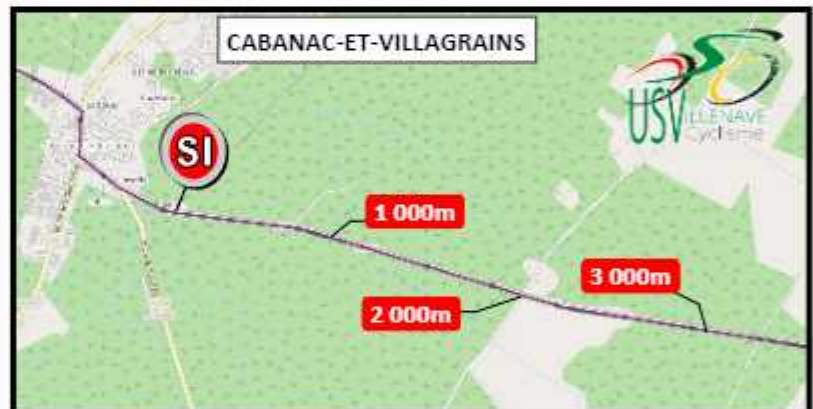 CABANAC-ET-VILLAGRAINS
USV
VILLENAVE
Cyclisme
SI
1 000m
3 000m
2 000m